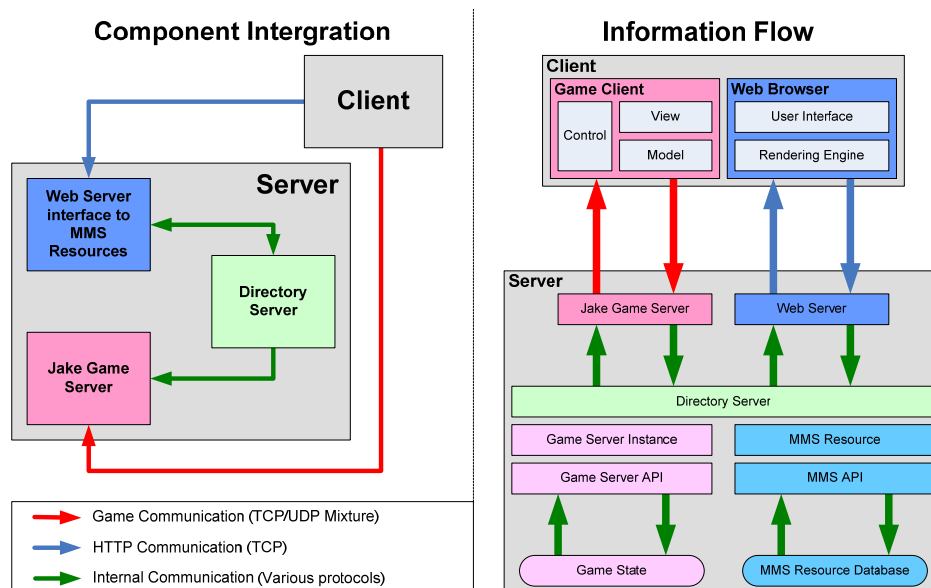 Component Intergration
Client
Server
Web Server
interface to
MMS
Resources
Directory
Server
Jake Game
Server
Game Communication (TCP/UDP Mixture)
HTTP Communication (TCP)
Internal Communication (Various protocols)
Information Flow
Client
Game Client
Control
View
Model
Web Browser
User Interface
Rendering Engine
Server
Jake Game Server
Web Server
Directory Server
Game Server Instance
MMS Resource
Game Server API
MMS API
Game State
MMS Resource Database